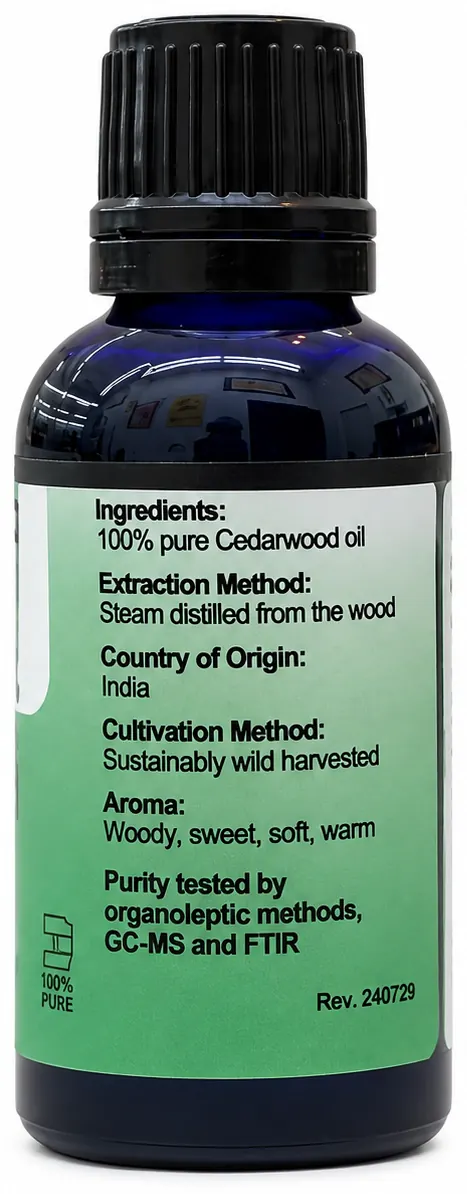 Ingredients:
100% pure Cedarwood oil
Extraction Method:
Steam distilled from the wood
Country of Origin:
India
Cultivation Method:
Sustainably wild harvested
Aroma:
Woody, sweet, soft, warm
Purity tested by
organoleptic methods,
GC-MS and FTIR
100%
PURE
Rev. 240729